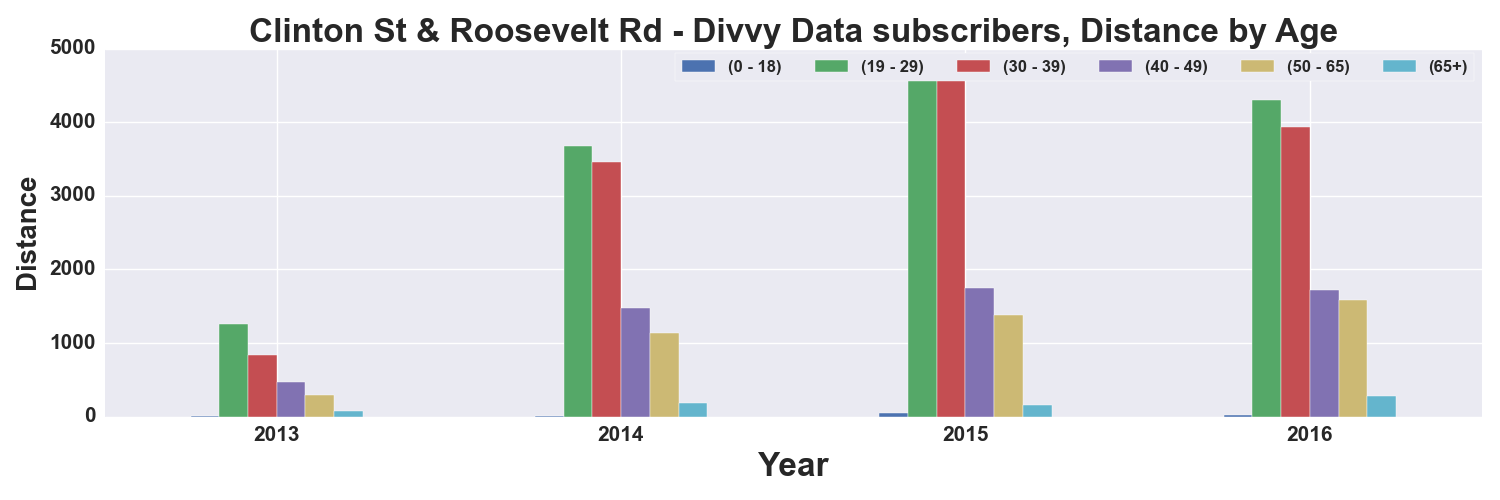 Clinton St & Roosevelt Rd - Divvy Data subscribers, Distance by Age
5000
(0 - 18) (19 - 29) (30 - 39) (40 - 49) (50 - 65) (65+)
4000
3000
2000
1000
0
Distance
2013 2014 2015 2016
Year